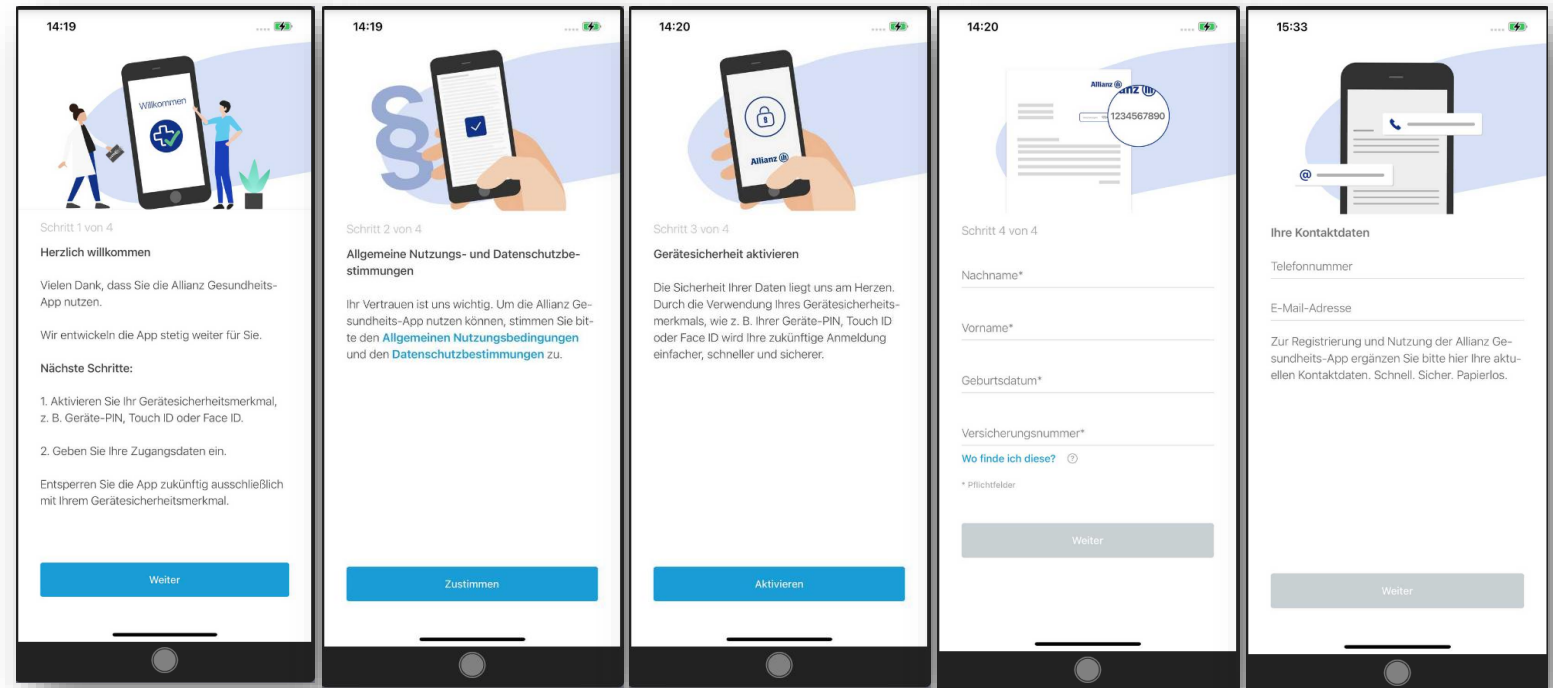 14:19
Willkommen
Schritt 1 von 4
Herzlich willkommen
Vielen Dank, dass Sie die Allianz Gesundheits-
App nutzen.
Wir entwickeln die App stetig weiter für Sie.
Nächste Schritte:
1. Aktivieren Sie Ihr Gerätesicherheitsmerkmal,
z. B. Geräte-PIN, Touch ID oder Face ID.
2. Geben Sie Ihre Zugangsdaten ein.
Entsperren Sie die App zukünftig ausschließlich
mit Ihrem Gerätesicherheitsmerkmal.
Weiter
14:19
§
Schritt 2 von 4
Allgemeine Nutzungs- und Datenschutzbe-
stimmungen
Ihr Vertrauen ist uns wichtig. Um die Allianz Ge-
sundheits-App nutzen können, stimmen Sie bit-
te den Allgemeinen Nutzungsbedingungen
und den Datenschutzbestimmungen zu.
Zustimmen
14:20
Allianz
Schritt 3 von 4
Gerätesicherheit aktivieren
Die Sicherheit Ihrer Daten liegt uns am Herzen.
Durch die Verwendung Ihres Gerätesicherheits-
merkmals, wie z. B. Ihrer Geräte-PIN, Touch ID
oder Face ID wird Ihre zukünftige Anmeldung
einfacher, schneller und sicherer.
Aktivieren
14:20
Allianz
anz
1234567890
Schritt 4 von 4
Nachname*
Vorname*
Geburtsdatum*
Versicherungsnummer*
Wo finde ich diese? ?
* Pflichtfelder
Weiter
15:33
@
Ihre Kontaktdaten
Telefonnummer
E-Mail-Adresse
Zur Registrierung und Nutzung der Allianz Ge-
sundheits-App ergänzen Sie bitte hier Ihre aktu-
ellen Kontaktdaten. Schnell. Sicher. Papierlos.
Weiter